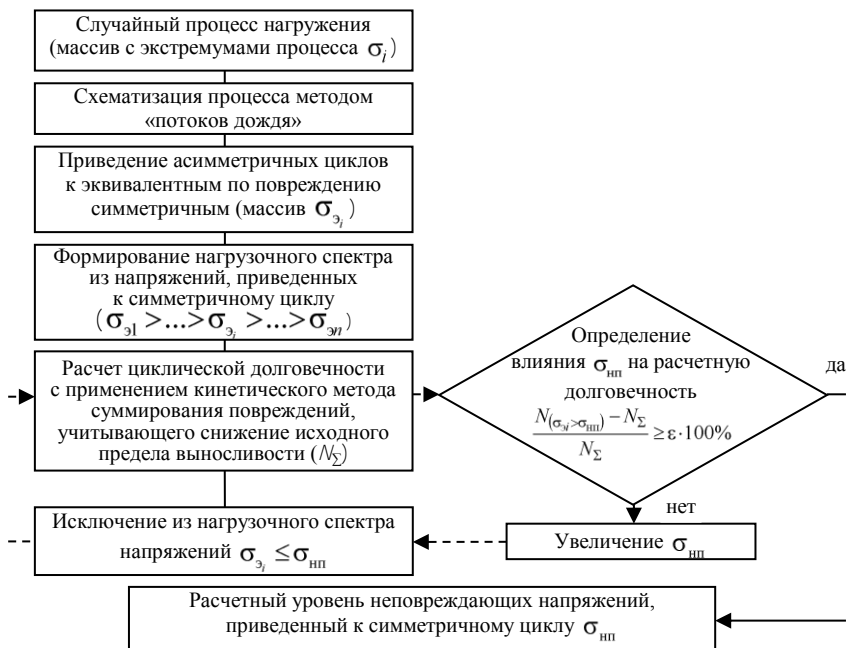 Случайный процесс нагружения
(массив с экстремумами процесса σᵢ)
Схематизация процесса методом
«потоков дождя»
Приведение асимметричных циклов
к эквивалентным по повреждению
симметричным (массив σ_эᵢ)
Формирование нагрузочного спектра
из напряжений, приведенных
к симметричному циклу
(σ_э1 >...>σ_эᵢ >...>σ_эn)
Расчет циклической долговечности
с применением кинетического метода
суммирования повреждений,
учитывающего снижение исходного
предела выносливости (N_Σ)
Определение
влияния σ_нп на расчетную
долговечность
(N_(σ_эi>σ_нп) − N_Σ) / N_Σ ≥ ε·100%
да
нет
Увеличение σ_нп
Исключение из нагрузочного спектра
напряжений σ_эᵢ ≤ σ_нп
Расчетный уровень неповреждающих напряжений,
приведенный к симметричному циклу σ_нп